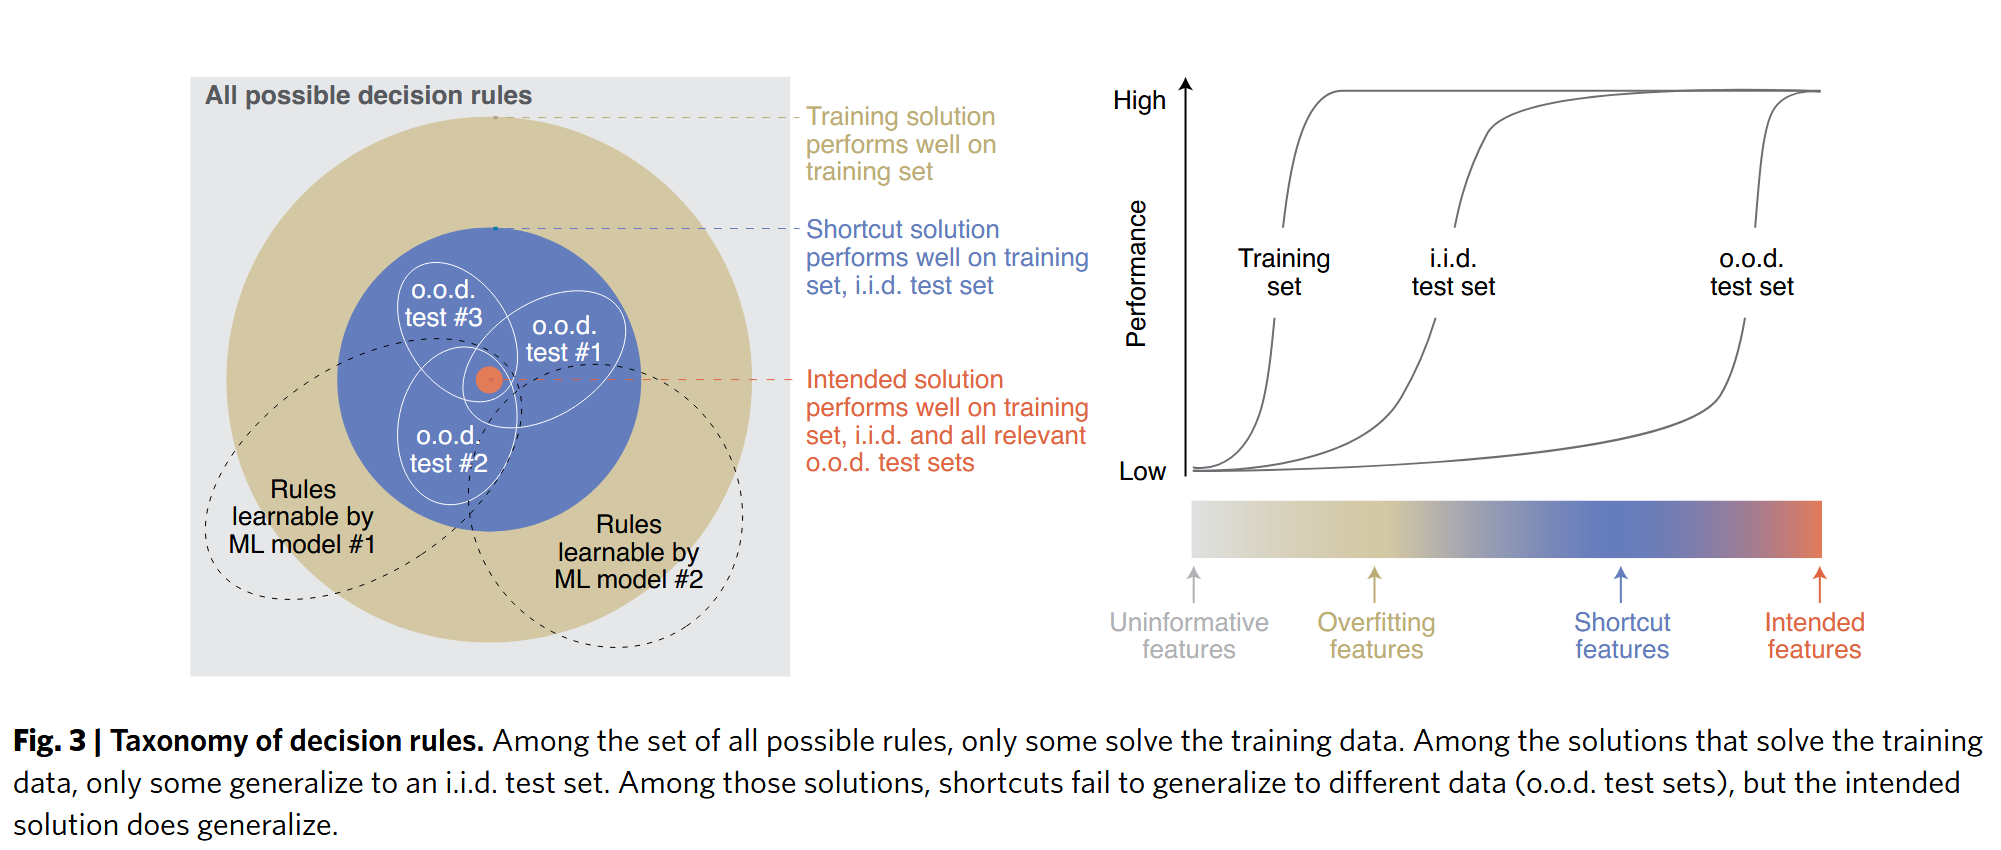 All possible decision rules
Training solution
performs well on
training set
Shortcut solution
performs well on training
set, i.i.d. test set
Intended solution
performs well on training
set, i.i.d. and all relevant
o.o.d. test sets
o.o.d.
test #3
o.o.d.
test #1
o.o.d.
test #2
Rules
learnable by
ML model #1
Rules
learnable by
ML model #2
High
Performance
Low
Training
set
i.i.d.
test set
o.o.d.
test set
Uninformative
features
Overfitting
features
Shortcut
features
Intended
features
Fig. 3 | Taxonomy of decision rules. Among the set of all possible rules, only some solve the training data. Among the solutions that solve the training
data, only some generalize to an i.i.d. test set. Among those solutions, shortcuts fail to generalize to different data (o.o.d. test sets), but the intended
solution does generalize.